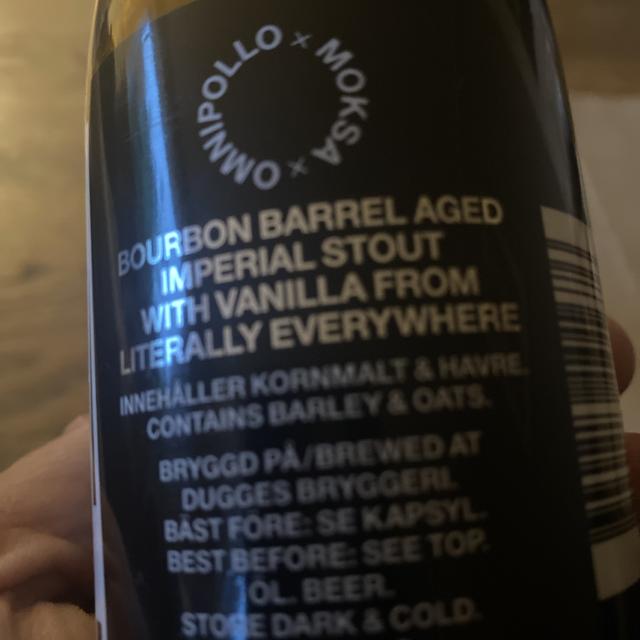 OMNIPOLLO × MOKSA ×
BOURBON BARREL AGED
IMPERIAL STOUT
WITH VANILLA FROM
LITERALLY EVERYWHERE
INNEHÅLLER KORNMALT & HAVRE.
CONTAINS BARLEY & OATS.
BRYGGD PÅ/BREWED AT
DUGGES BRYGGERI.
BÄST FÖRE: SE KAPSYL.
BEST BEFORE: SEE TOP.
ÖL. BEER.
STORE DARK & COLD.